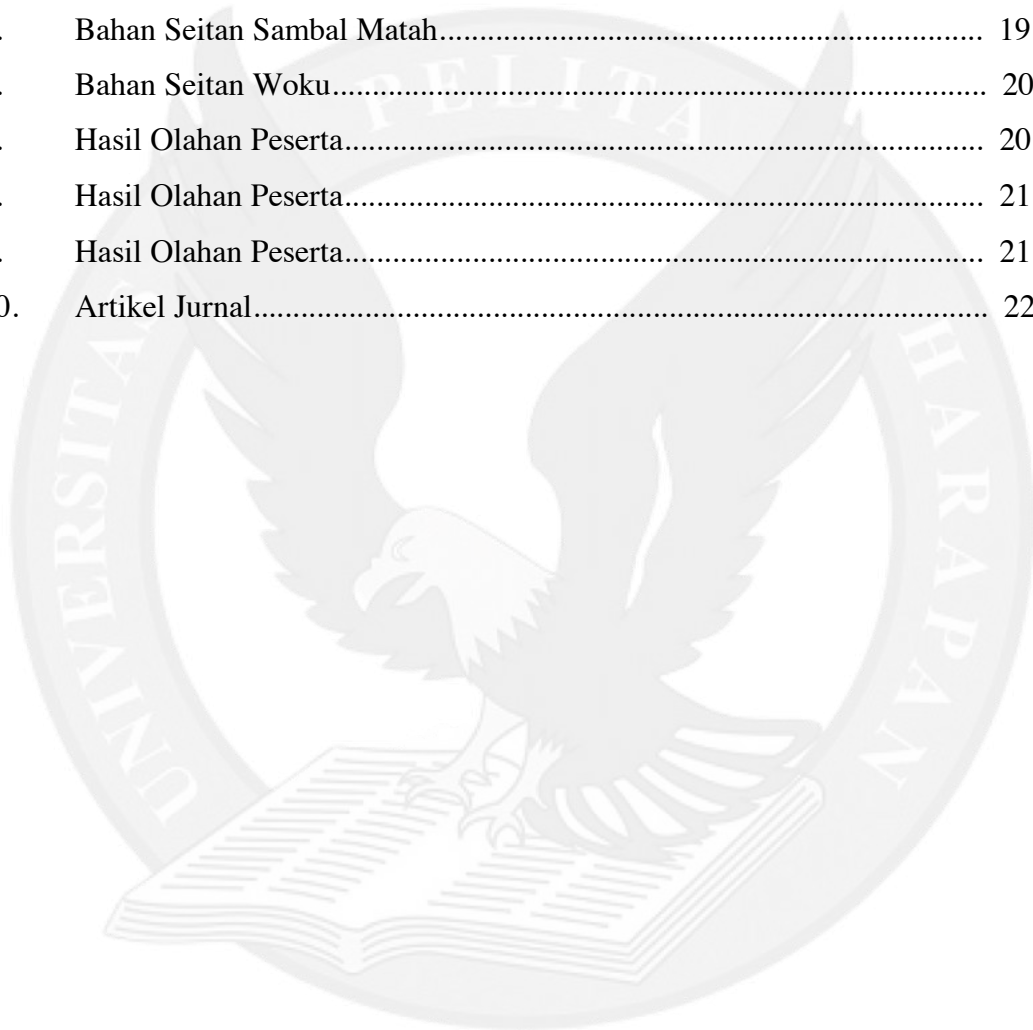 . Bahan Seitan Sambal Matah.................................................................... 19
. Bahan Seitan Woku.................................................................................. 20
. Hasil Olahan Peserta................................................................................ 20
. Hasil Olahan Peserta................................................................................ 21
. Hasil Olahan Peserta................................................................................ 21
0. Artikel Jurnal............................................................................................ 22
UNIVERSITAS PELITA HARAPAN